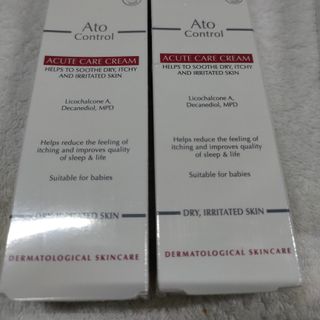 Ato
Control
ACUTE CARE CREAM
HELPS TO SOOTHE DRY, ITCHY
AND IRRITATED SKIN
Licochalcone A,
Decanediol, MPD
Helps reduce the feeling of
itching and improves quality
of sleep & life
Suitable for babies
DRY, IRRITATED SKIN
DERMATOLOGICAL SKINCARE
Ato
Control
ACUTE CARE CREAM
HELPS TO SOOTHE DRY, ITCHY
AND IRRITATED SKIN
Licochalcone A,
Decanediol, MPD
Helps reduce the feeling of
itching and improves quality
of sleep & life
Suitable for babies
DRY, IRRITATED SKIN
DERMATOLOGICAL SKINCARE